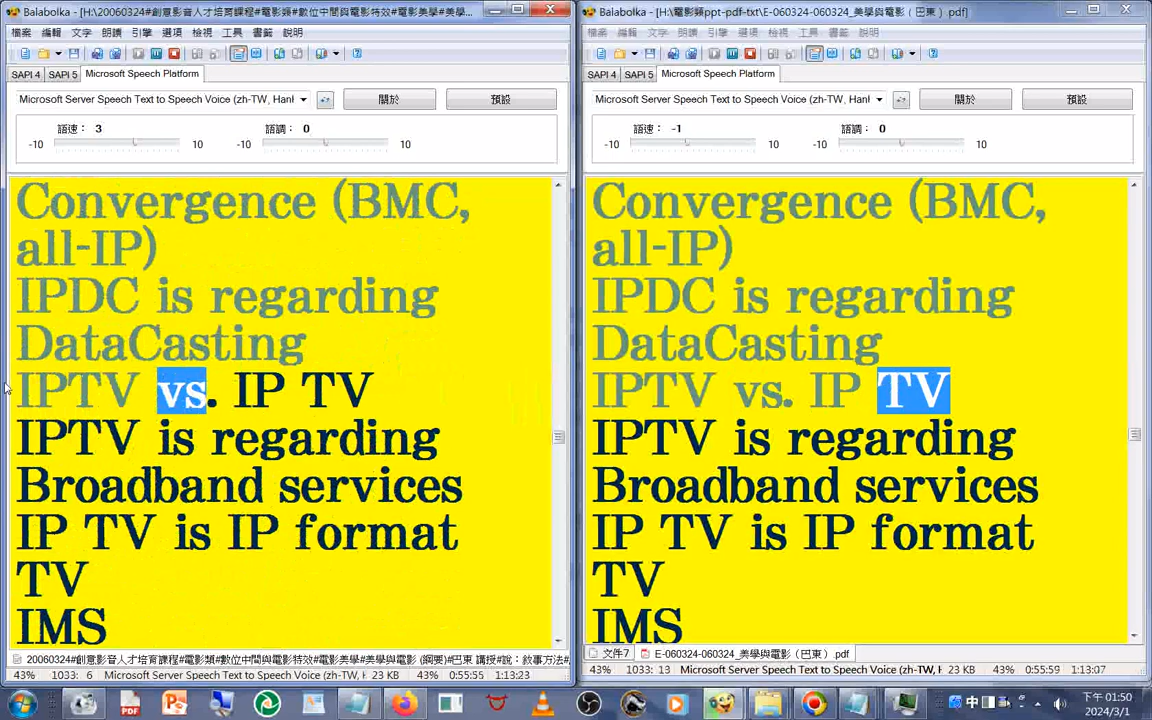 Balabolka - [H:\20060324#創意影音人才培育課程#電影類#數位中間與電影特效#電影美學#美學...
檔案 編輯 文字 朗讀 引擎 選項 檢視 工具 書籤 說明
SAPI 4 SAPI 5 Microsoft Speech Platform
Microsoft Server Speech Text to Speech Voice (zh-TW, Hanl
關於
預設
語速： 3
語調： 0
-10 10 -10 10
Convergence (BMC,
all-IP)
IPDC is regarding
DataCasting
IPTV vs. IP TV
IPTV is regarding
Broadband services
IP TV is IP format
TV
IMS
20060324#創意影音人才培育課程#電影類#數位中間與電影特效#電影美學#美學與電影 (綱要)#巴東 講授#說：敘事方法#,
43% 1033: 6 Microsoft Server Speech Text to Speech Voice (zh-TW, H 23 KB 43% 0:55:55 1:13:23
Balabolka - [H:\電影類ppt-pdf-txt\E-060324-060324_美學與電影（巴東）.pdf]
檔案 編輯 文字 朗讀 引擎 選項 檢視 工具 書籤 說明
SAPI 4 SAPI 5 Microsoft Speech Platform
Microsoft Server Speech Text to Speech Voice (zh-TW, Hanl
關於
預設
語速： -1
語調： 0
-10 10 -10 10
Convergence (BMC,
all-IP)
IPDC is regarding
DataCasting
IPTV vs. IP TV
IPTV is regarding
Broadband services
IP TV is IP format
TV
IMS
文件7 E-060324-060324_美學與電影（巴東）.pdf
43% 1033: 13 Microsoft Server Speech Text to Speech Voice (zh-TW, H 23 KB 43% 0:55:59 1:13:07
中
下午 01:50
2024/3/1